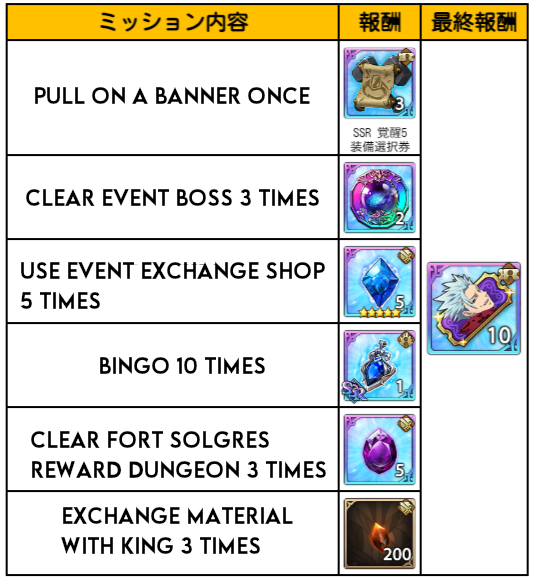 ミッション内容 報酬 最終報酬
PULL ON A BANNER ONCE
3
SSR 覚醒5
装備選択券
CLEAR EVENT BOSS 3 TIMES
2
USE EVENT EXCHANGE SHOP
5 TIMES
5
10
BINGO 10 TIMES
SSR
1
CLEAR FORT SOLGRES
REWARD DUNGEON 3 TIMES
5
EXCHANGE MATERIAL
WITH KING 3 TIMES
200